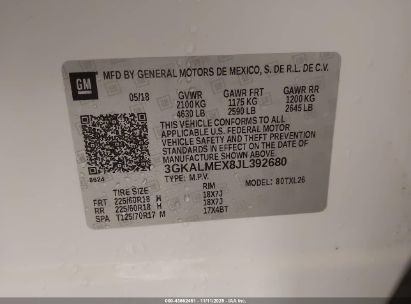 GM
MFD BY GENERAL MOTORS DE MEXICO, S. DE R.L. DE C.V.
05/18 GVWR GAWR FRT GAWR RR
2100 KG 1175 KG 1200 KG
4630 LB 2590 LB 2645 LB
THIS VEHICLE CONFORMS TO ALL
APPLICABLE U.S. FEDERAL MOTOR
VEHICLE SAFETY AND THEFT PREVENTION
STANDARDS IN EFFECT ON THE DATE OF
MANUFACTURE SHOWN ABOVE.
3GKALMEX8JL392680
8624 TYPE: M.P.V. MODEL: 80TXL26
TIRE SIZE RIM
FRT 225/60R18 H 18X7J
RR 225/60R18 H 18X7J
SPA T125/70R17 M 17X4BT